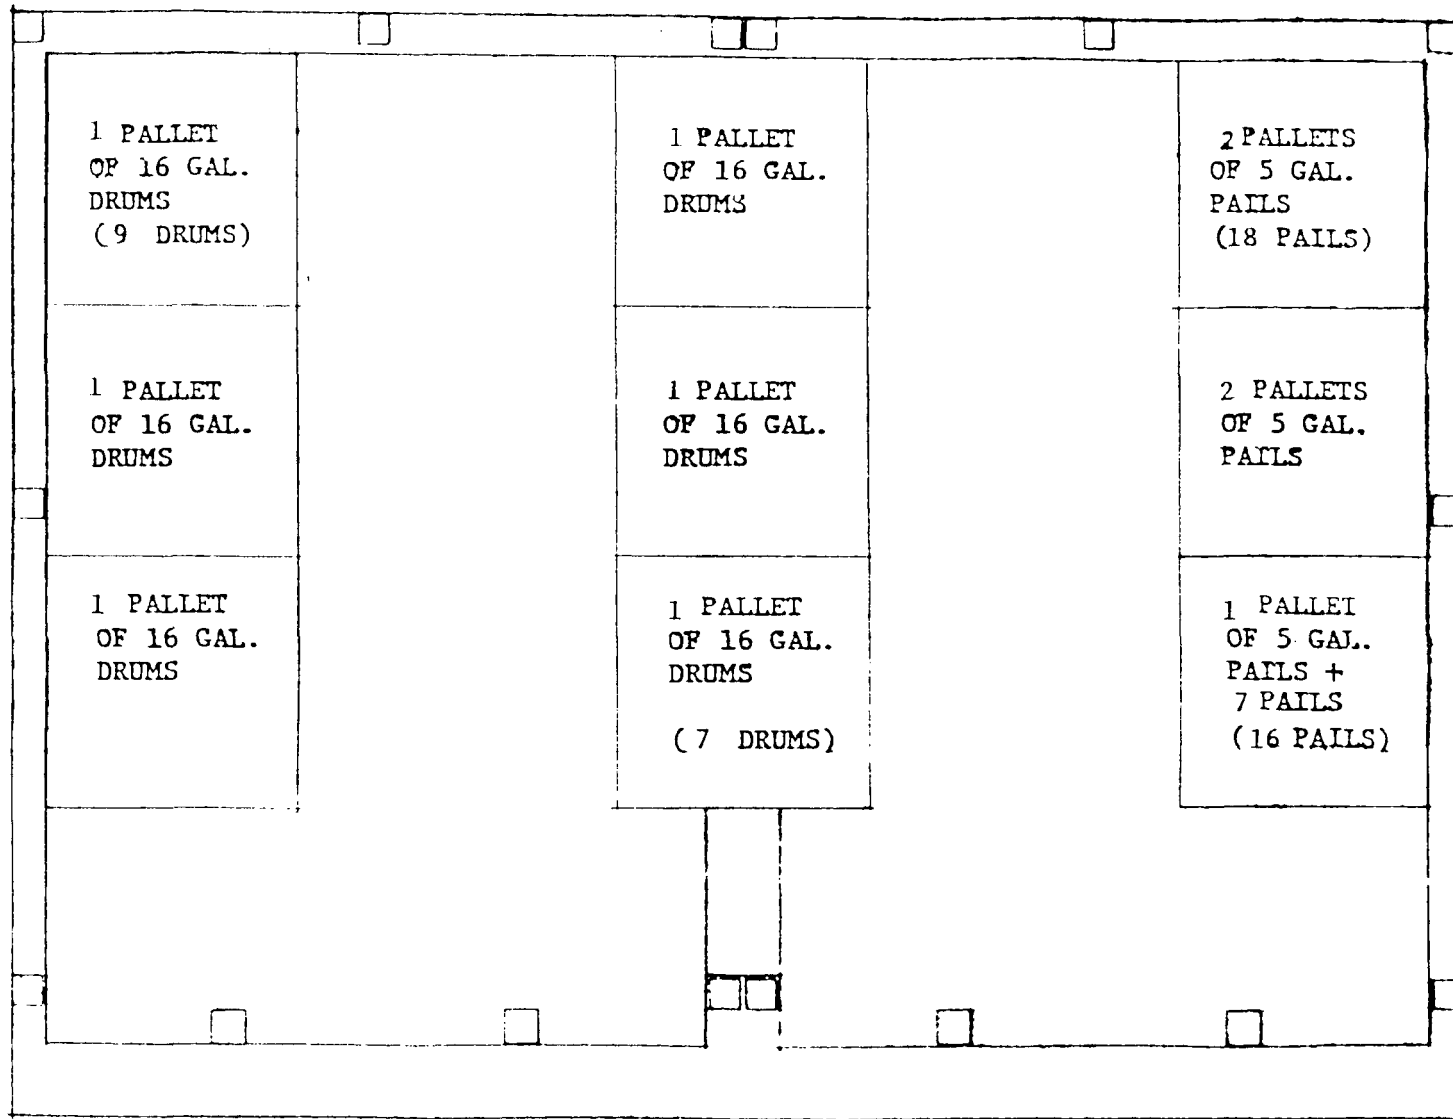 1 PALLET
OF 16 GAL.
DRUMS
(9 DRUMS)
1 PALLET
OF 16 GAL.
DRUMS
2 PALLETS
OF 5 GAL.
PAILS
(18 PAILS)
1 PALLET
OF 16 GAL.
DRUMS
1 PALLET
OF 16 GAL.
DRUMS
2 PALLETS
OF 5 GAL.
PAILS
1 PALLET
OF 16 GAL.
DRUMS
1 PALLET
OF 16 GAL.
DRUMS
(7 DRUMS)
1 PALLET
OF 5 GAL.
PAILS +
7 PAILS
(16 PAILS)